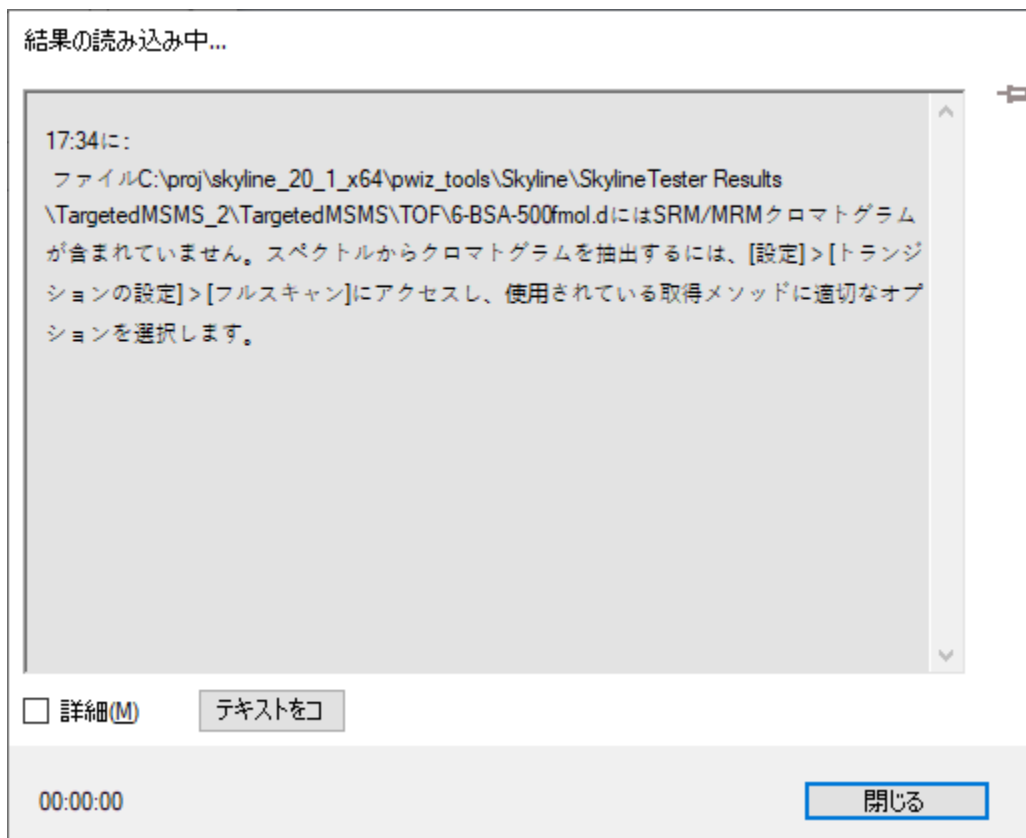 結果の読み込み中...
17:34に:
ファイルC:\proj\skyline_20_1_x64\pwiz_tools\Skyline\SkylineTester Results
\TargetedMSMS_2\TargetedMSMS\TOF\6-BSA-500fmol.dにはSRM/MRMクロマトグラム
が含まれていません。スペクトルからクロマトグラムを抽出するには、[設定] > [トランジ
ションの設定] > [フルスキャン]にアクセスし、使用されている取得メソッドに適切なオプ
ションを選択します。
詳細(M)
テキストをコ
00:00:00
閉じる